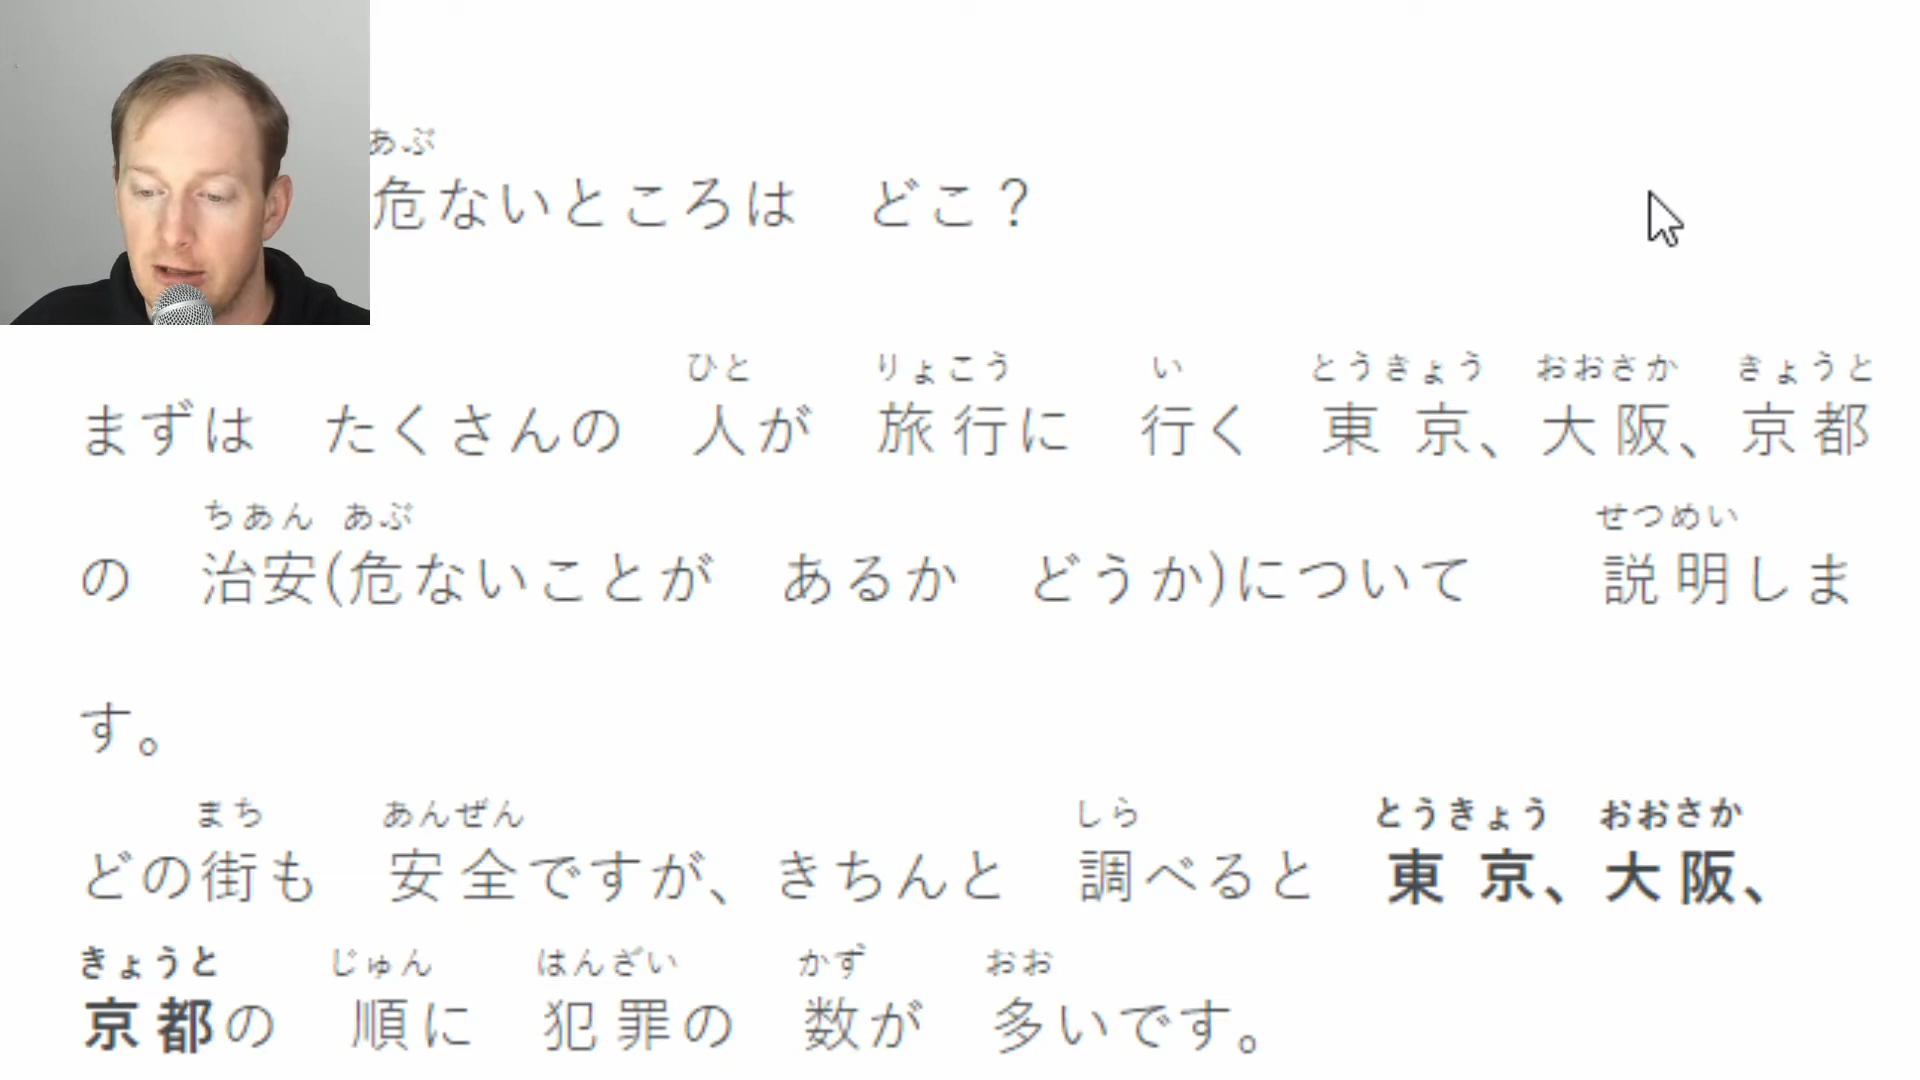 あぶ
危ないところは どこ？
ひと りょこう い とうきょう おおさか きょうと
まずは たくさんの 人が 旅行に 行く 東京、大阪、京都
ちあん あぶ せつめい
の 治安(危ないことが あるか どうか)について 説明しま
す。
まち あんぜん しら とうきょう おおさか
どの街も 安全ですが、きちんと 調べると 東京、大阪、
きょうと じゅん はんざい かず おお
京都の 順に 犯罪の 数が 多いです。